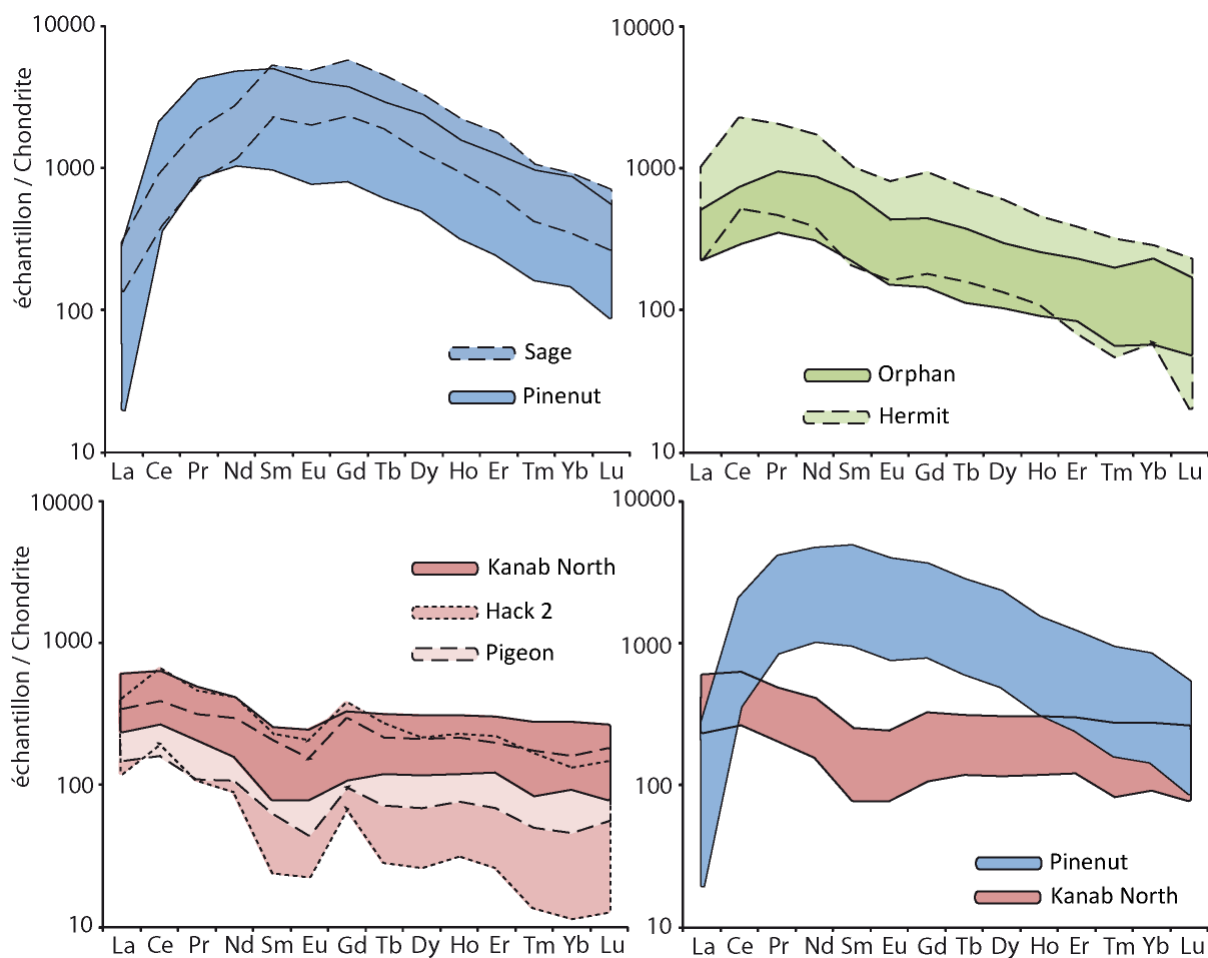 échantillon / Chondrite
10000
1000
100
10
Sage
Pinenut
La Ce Pr Nd Sm Eu Gd Tb Dy Ho Er Tm Yb Lu
10000
1000
100
10
Orphan
Hermit
La Ce Pr Nd Sm Eu Gd Tb Dy Ho Er Tm Yb Lu
échantillon / Chondrite
10000
1000
100
10
Kanab North
Hack 2
Pigeon
La Ce Pr Nd Sm Eu Gd Tb Dy Ho Er Tm Yb Lu
10000
1000
100
10
Pinenut
Kanab North
La Ce Pr Nd Sm Eu Gd Tb Dy Ho Er Tm Yb Lu